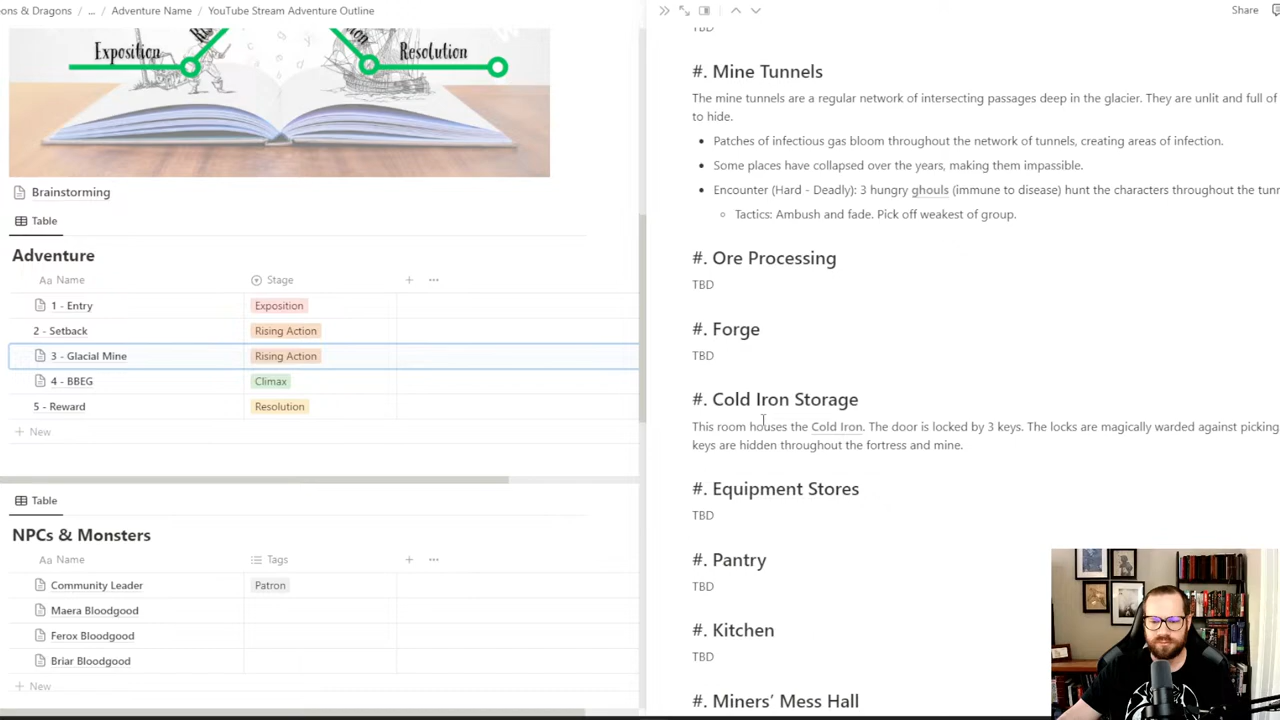 ons & Dragons / ... / Adventure Name / YouTube Stream Adventure Outline
Share
Exposition
Resolution
Brainstorming
Table
Adventure
Aa Name
Stage
1 - Entry
Exposition
2 - Setback
Rising Action
3 - Glacial Mine
Rising Action
4 - BBEG
Climax
5 - Reward
Resolution
+ New
Table
NPCs & Monsters
Aa Name
Tags
Community Leader
Patron
Maera Bloodgood
Ferox Bloodgood
Briar Bloodgood
+ New
TBD
#. Mine Tunnels
The mine tunnels are a regular network of intersecting passages deep in the glacier. They are unlit and full of
to hide.
• Patches of infectious gas bloom throughout the network of tunnels, creating areas of infection.
• Some places have collapsed over the years, making them impassible.
• Encounter (Hard - Deadly): 3 hungry ghouls (immune to disease) hunt the characters throughout the tunn
◦ Tactics: Ambush and fade. Pick off weakest of group.
#. Ore Processing
TBD
#. Forge
TBD
#. Cold Iron Storage
This room houses the Cold Iron. The door is locked by 3 keys. The locks are magically warded against picking
keys are hidden throughout the fortress and mine.
#. Equipment Stores
TBD
#. Pantry
TBD
#. Kitchen
TBD
#. Miners' Mess Hall